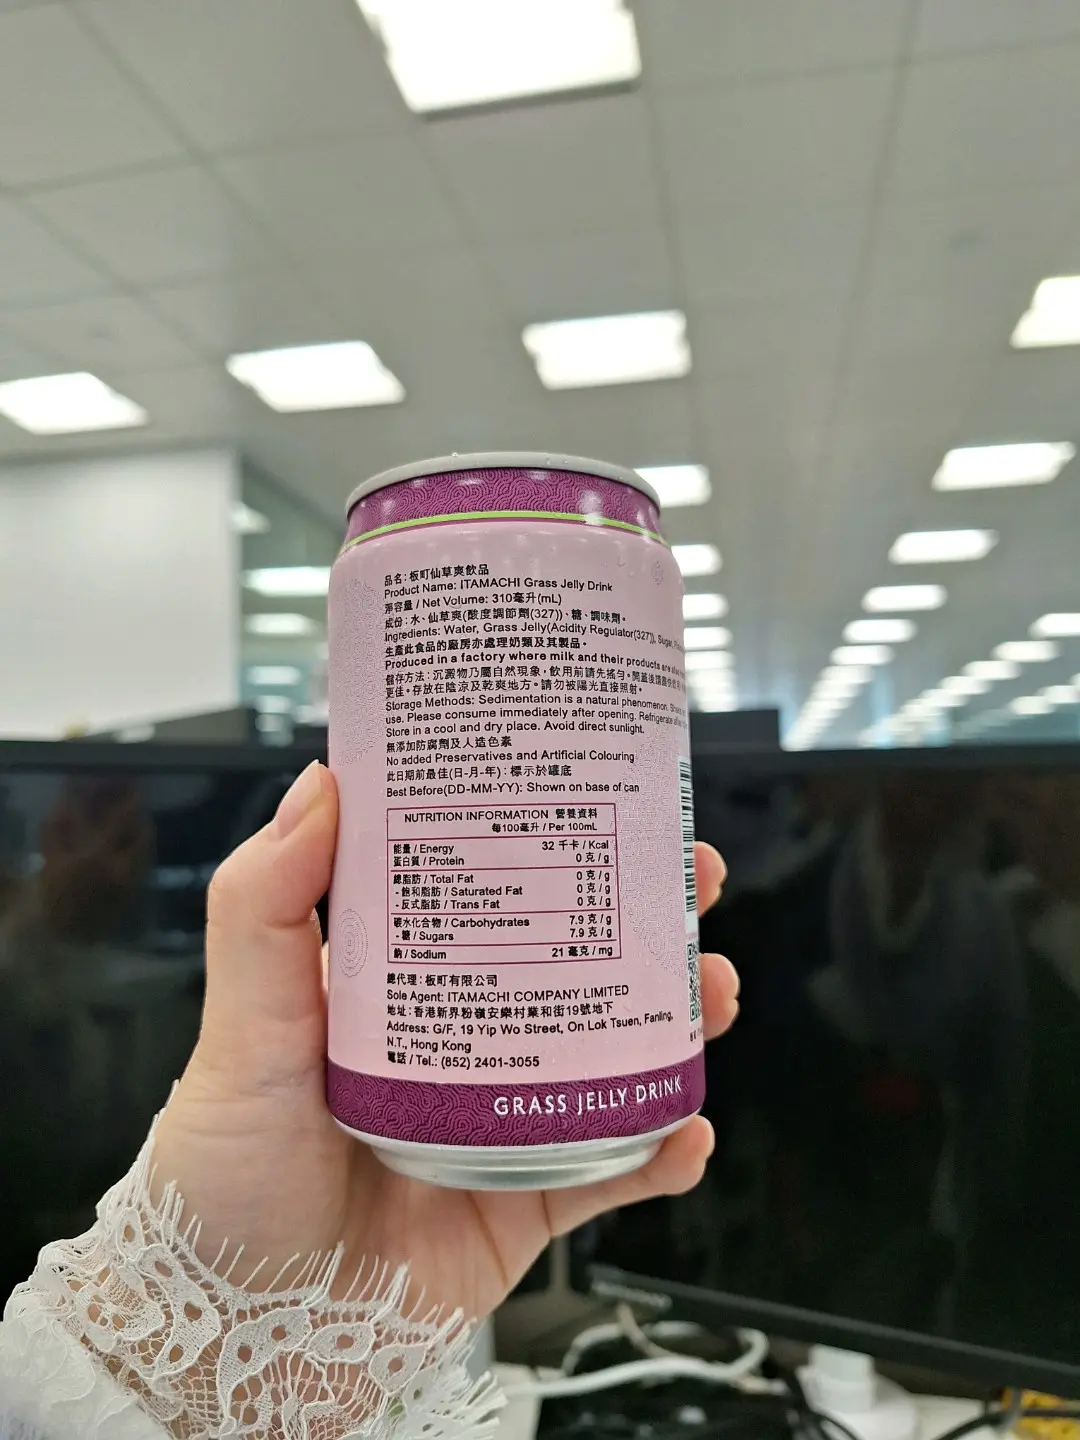 品名：板町仙草爽飲品
Product Name: ITAMACHI Grass Jelly Drink
淨容量 / Net Volume: 310毫升(mL)
成份：水、仙草爽(酸度調節劑(327))、糖、調味劑。
Ingredients: Water, Grass Jelly(Acidity Regulator(327)), Sugar,
生產此食品的廠房亦處理奶類及其製品。
Produced in a factory where milk and their products are
儲存方法：沉澱物乃屬自然現象，飲用前請先搖勻。開蓋後請盡快
更佳。存放在陰涼及乾爽地方。請勿被陽光直接照射。
Storage Methods: Sedimentation is a natural phenomenon.
use. Please consume immediately after opening. Refrigerate
Store in a cool and dry place. Avoid direct sunlight.
無添加防腐劑及人造色素
No added Preservatives and Artificial Colouring
此日期前最佳(日-月-年)：標示於罐底
Best Before(DD-MM-YY): Shown on base of can
NUTRITION INFORMATION 營養資料
每100毫升 / Per 100mL
能量 / Energy 32 千卡 / Kcal
蛋白質 / Protein 0 克 / g
總脂肪 / Total Fat 0 克 / g
- 飽和脂肪 / Saturated Fat 0 克 / g
- 反式脂肪 / Trans Fat 0 克 / g
碳水化合物 / Carbohydrates 7.9 克 / g
- 糖 / Sugars 7.9 克 / g
鈉 / Sodium 21 毫克 / mg
總代理：板町有限公司
Sole Agent: ITAMACHI COMPANY LIMITED
地址：香港新界粉嶺安樂村業和街19號地下
Address: G/F, 19 Yip Wo Street, On Lok Tsuen, Fanling,
N.T., Hong Kong
電話 / Tel.: (852) 2401-3055
GRASS JELLY DRINK